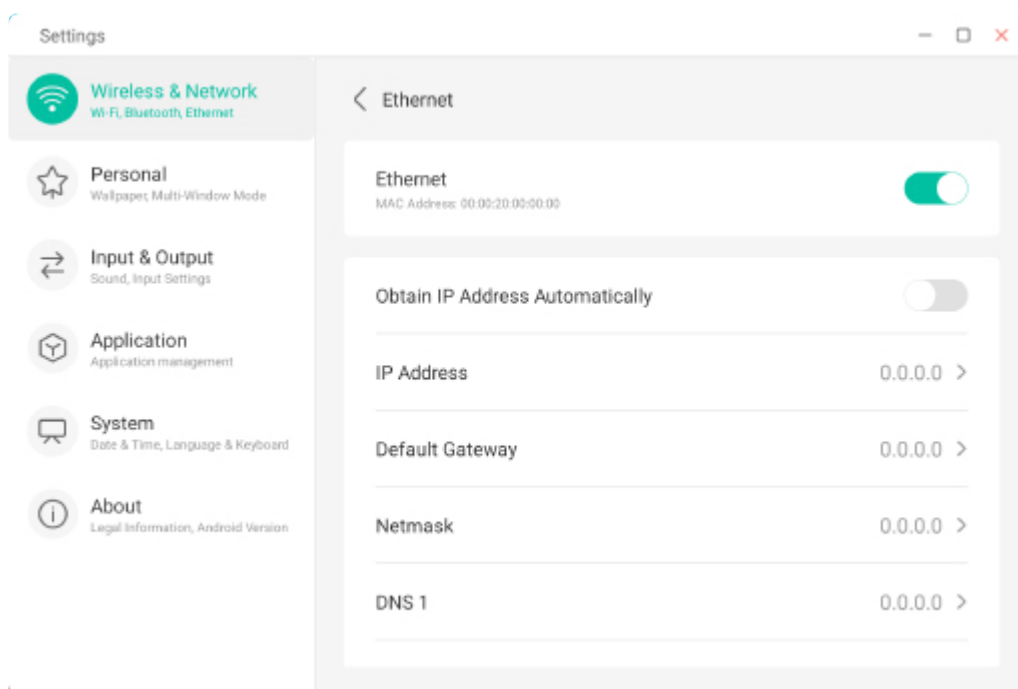 Settings
Wireless & Network
Wi-Fi, Bluetooth, Ethernet
Personal
Wallpaper, Multi-Window Mode
Input & Output
Sound, Input Settings
Application
Application management
System
Date & Time, Language & Keyboard
About
Legal Information, Android Version
Ethernet
Ethernet
MAC Address: 00:00:20:00:00:00
Obtain IP Address Automatically
IP Address 0.0.0.0
Default Gateway 0.0.0.0
Netmask 0.0.0.0
DNS 1 0.0.0.0